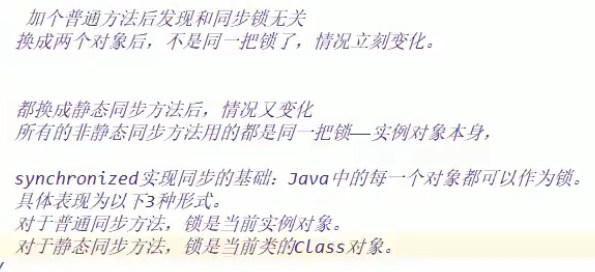 加个普通方法后发现和同步锁无关
换成两个对象后，不是同一把锁了，情况立刻变化。
都换成静态同步方法后，情况又变化
所有的非静态同步方法用的都是同一把锁——实例对象本身，
synchronized实现同步的基础：Java中的每一个对象都可以作为锁。
具体表现为以下3种形式。
对于普通同步方法，锁是当前实例对象。
对于静态同步方法，锁是当前类的Class对象。
/